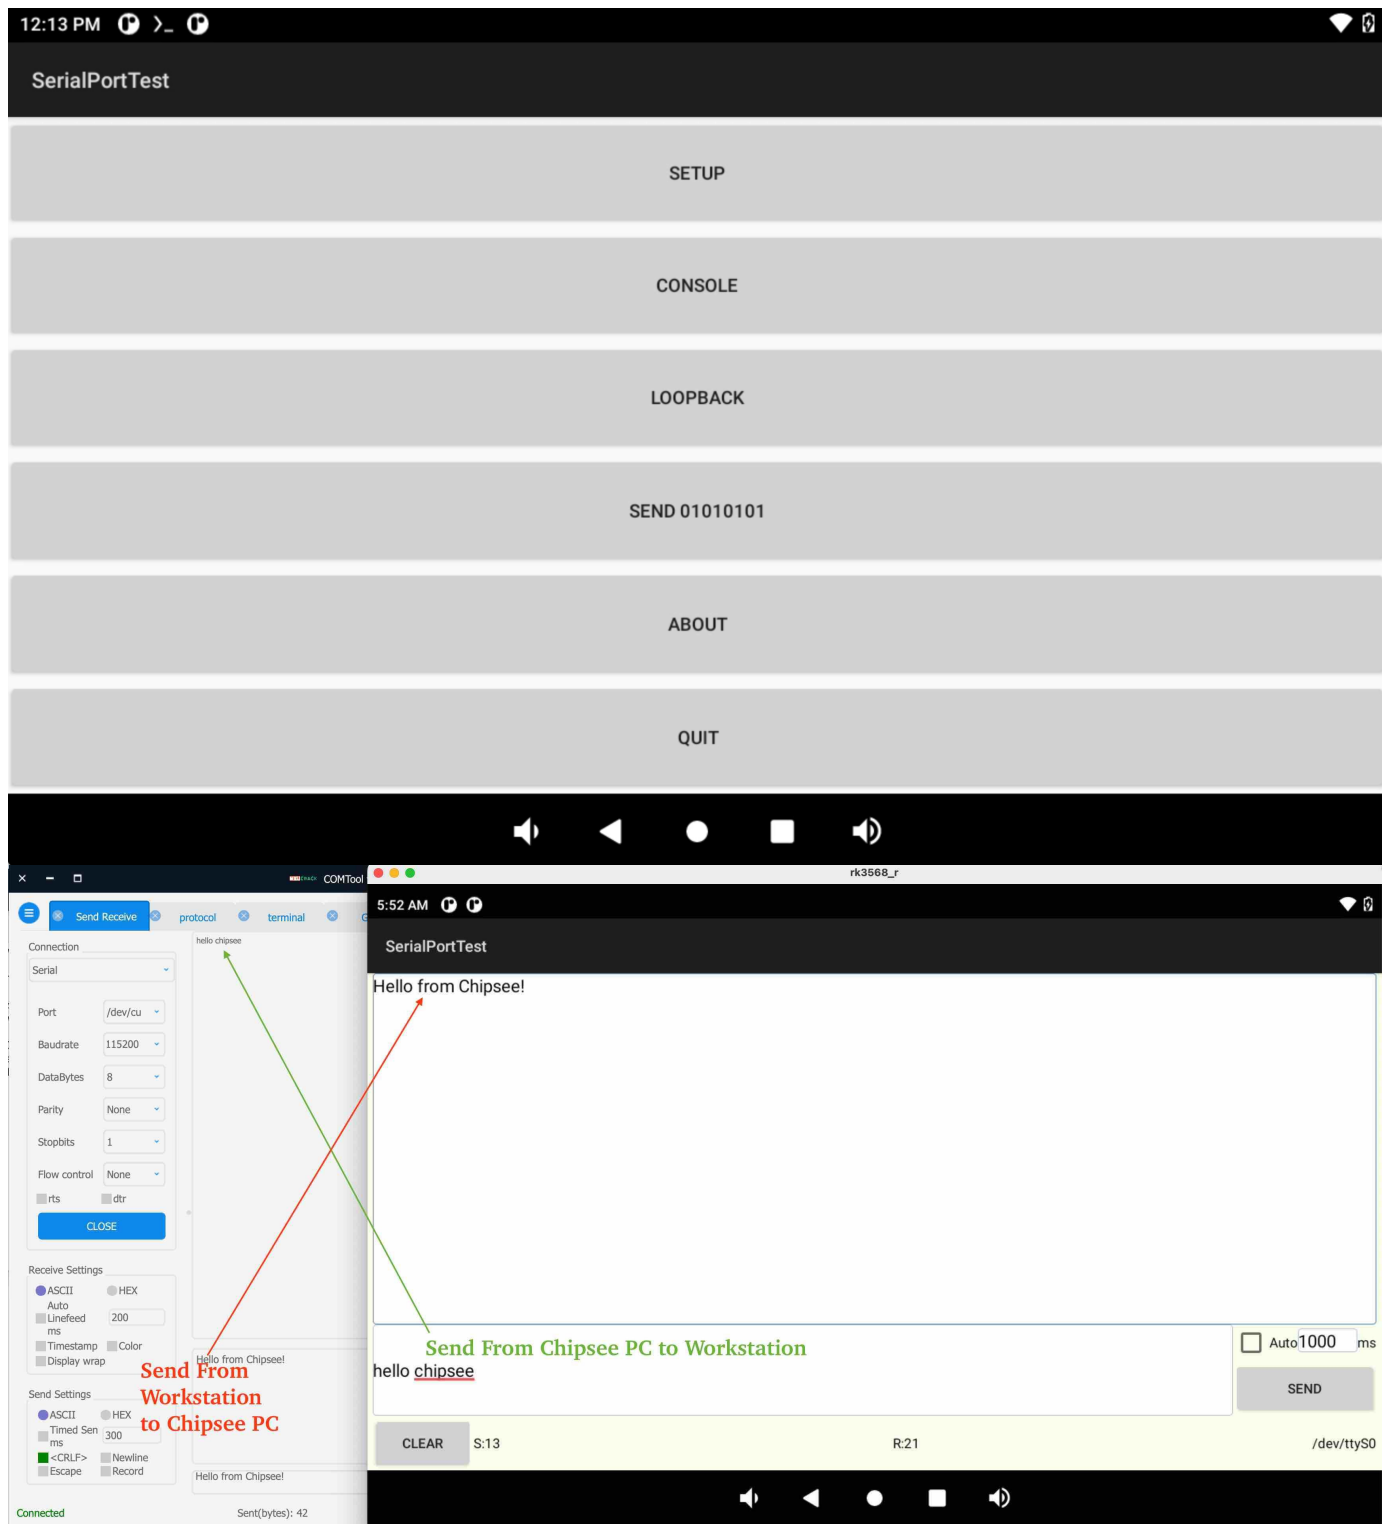 12:13 PM
SerialPortTest
SETUP
CONSOLE
LOOPBACK
SEND 01010101
ABOUT
QUIT
COMTool
Send Receive
protocol
terminal
Connection
Serial
Port /dev/cu
Baudrate 115200
DataBytes 8
Parity None
Stopbits 1
Flow control None
rts dtr
CLOSE
Receive Settings
ASCII HEX
Auto
Linefeed 200
ms
Timestamp Color
Display wrap
Send Settings
ASCII HEX
Timed Sen 300
ms
<CRLF> Newline
Escape Record
Connected
hello chipsee
Hello from Chipsee!
Hello from Chipsee!
Sent(bytes): 42
Send From
Workstation
to Chipsee PC
rk3568_r
5:52 AM
SerialPortTest
Hello from Chipsee!
Send From Chipsee PC to Workstation
hello chipsee
Auto 1000 ms
SEND
CLEAR S:13 R:21 /dev/ttyS0